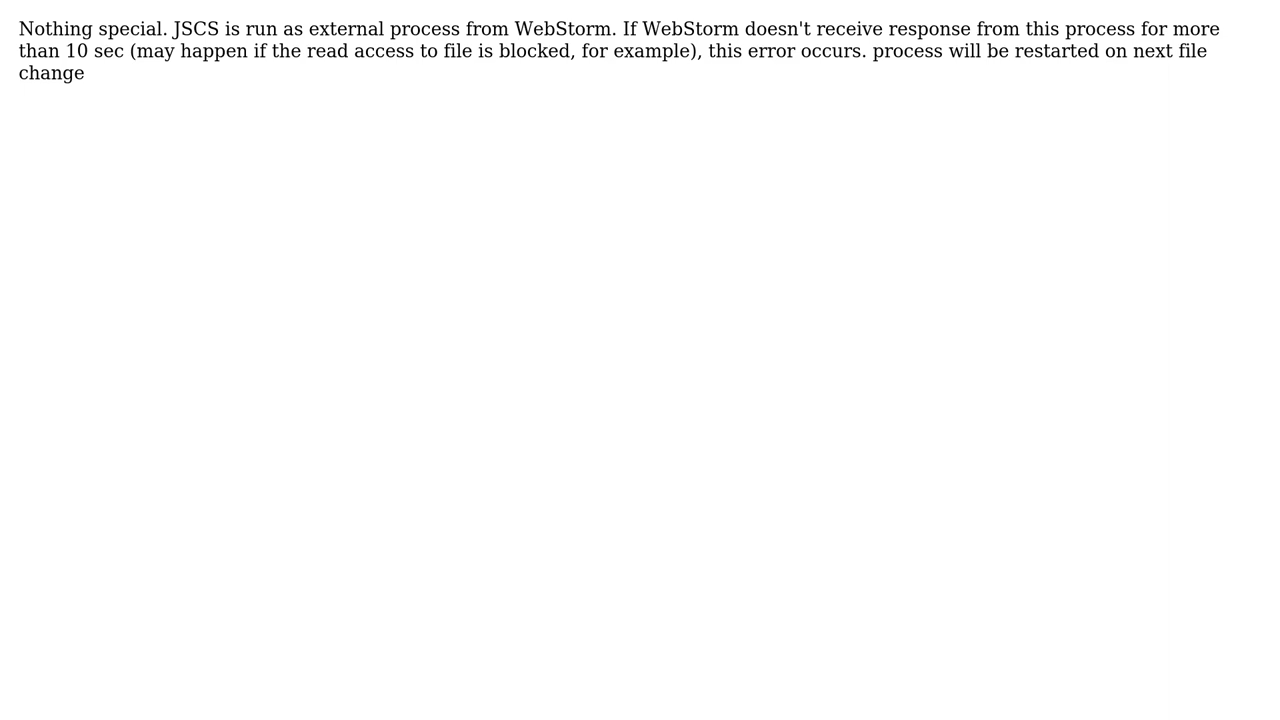 Nothing special. JSCS is run as external process from WebStorm. If WebStorm doesn't receive response from this process for more
than 10 sec (may happen if the read access to file is blocked, for example), this error occurs. process will be restarted on next file
change